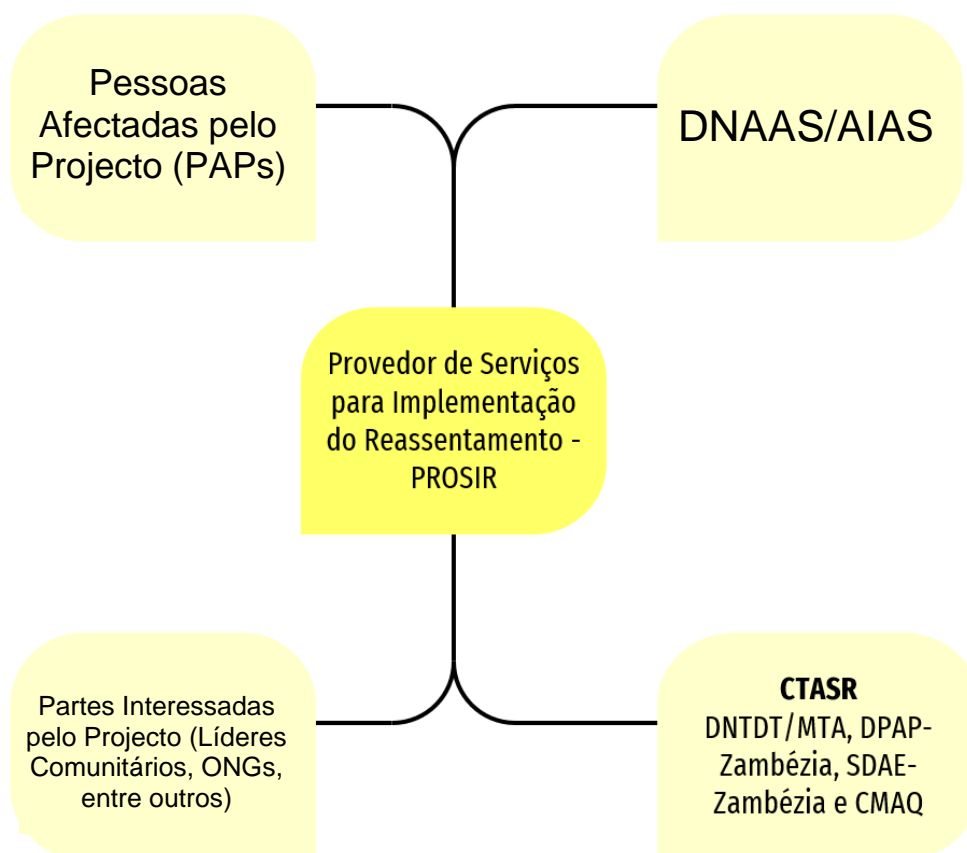 Pessoas
Afectadas pelo
Projecto (PAPs)
DNAAS/AIAS
Provedor de Serviços
para Implementação
do Reassentamento -
PROSIR
Partes Interessadas
pelo Projecto (Líderes
Comunitários, ONGs,
entre outros)
CTASR
DNTDT/MTA, DPAP-
Zambézia, SDAE-
Zambézia e CMAQ